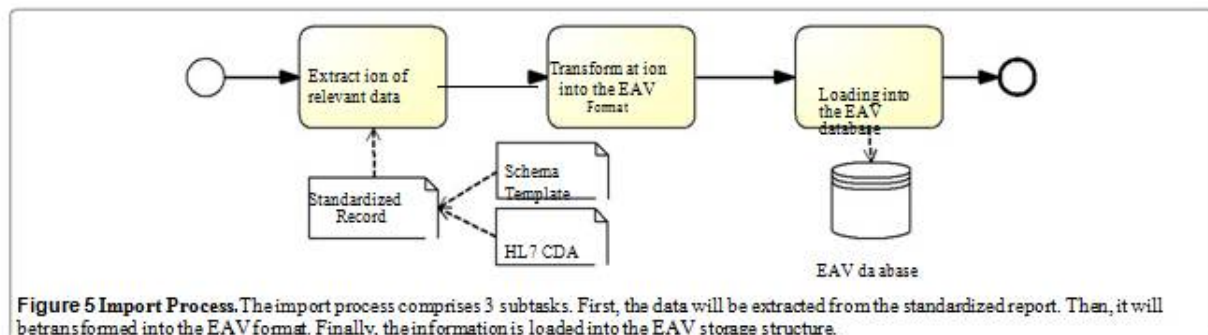 Extract ion of
relevant data
Transform at ion
into the EAV
Format
Loading into
the EAV
database
Standardized
Record
Schema
Template
HL7 CDA
EAV da abase
Figure 5 Import Process. The import process comprises 3 subtasks. First, the data will be extracted from the standardized report. Then, it will
betransformed into the EAV format. Finally, the information is loaded into the EAV storage structure.